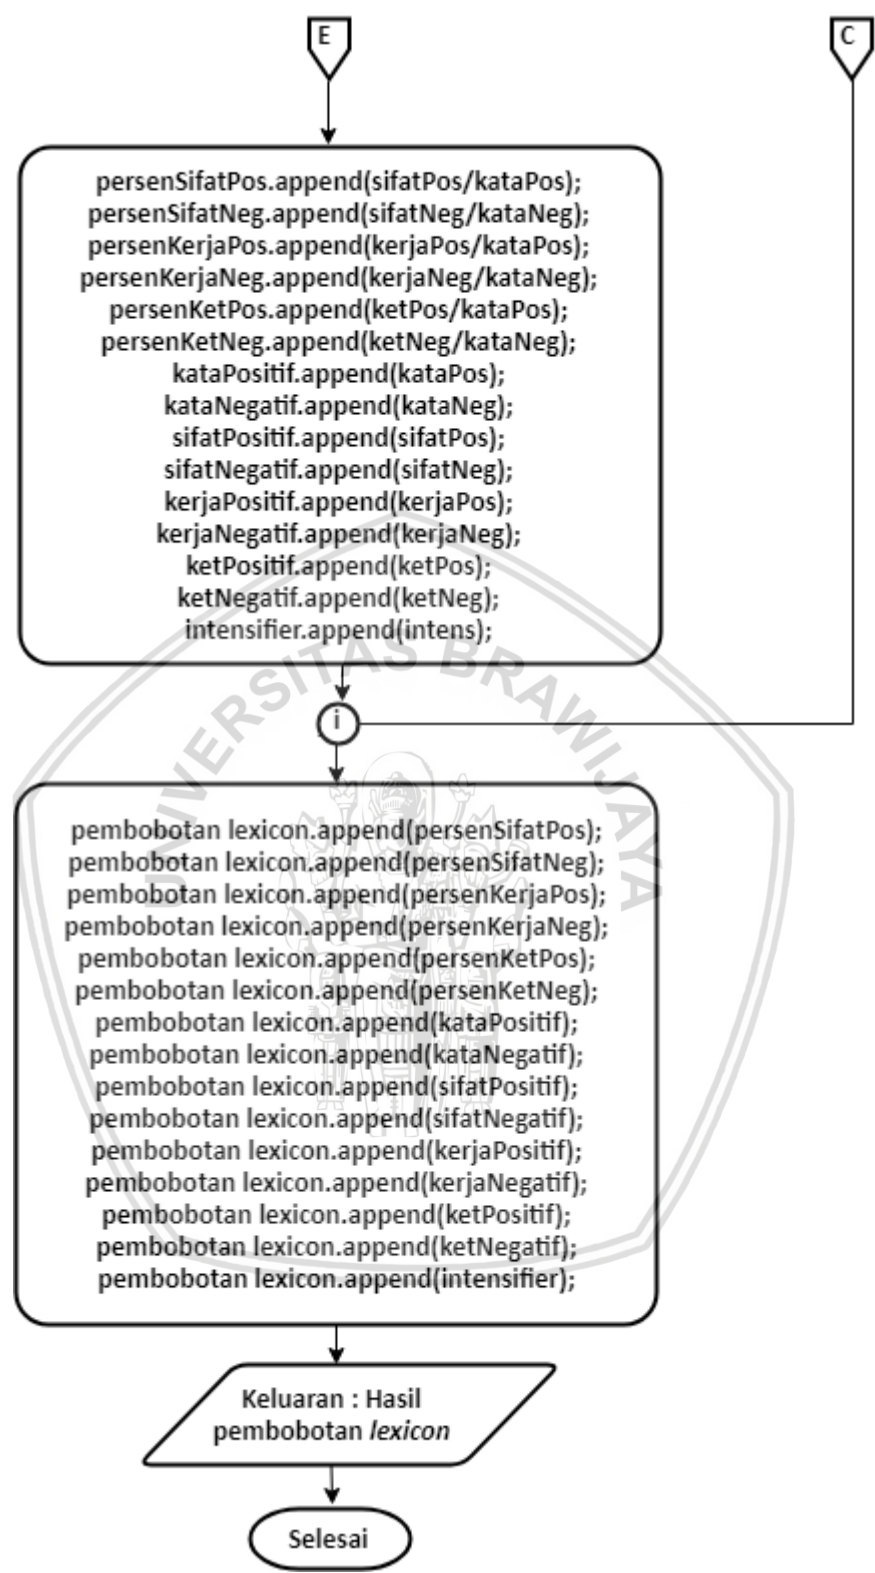 E
C
persenSifatPos.append(sifatPos/kataPos);
persenSifatNeg.append(sifatNeg/kataNeg);
persenKerjaPos.append(kerjaPos/kataPos);
persenKerjaNeg.append(kerjaNeg/kataNeg);
persenKetPos.append(ketPos/kataPos);
persenKetNeg.append(ketNeg/kataNeg);
kataPositif.append(kataPos);
kataNegatif.append(kataNeg);
sifatPositif.append(sifatPos);
sifatNegatif.append(sifatNeg);
kerjaPositif.append(kerjaPos);
kerjaNegatif.append(kerjaNeg);
ketPositif.append(ketPos);
ketNegatif.append(ketNeg);
intensifier.append(intens);
UNIVERSITAS BRAWIJAYA
i
pembobotan lexicon.append(persenSifatPos);
pembobotan lexicon.append(persenSifatNeg);
pembobotan lexicon.append(persenKerjaPos);
pembobotan lexicon.append(persenKerjaNeg);
pembobotan lexicon.append(persenKetPos);
pembobotan lexicon.append(persenKetNeg);
pembobotan lexicon.append(kataPositif);
pembobotan lexicon.append(kataNegatif);
pembobotan lexicon.append(sifatPositif);
pembobotan lexicon.append(sifatNegatif);
pembobotan lexicon.append(kerjaPositif);
pembobotan lexicon.append(kerjaNegatif);
pembobotan lexicon.append(ketPositif);
pembobotan lexicon.append(ketNegatif);
pembobotan lexicon.append(intensifier);
Keluaran : Hasil
pembobotan lexicon
Selesai